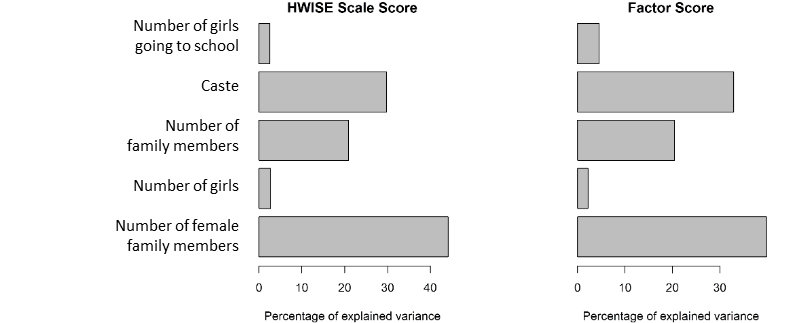 HWISE Scale Score
Factor Score
Number of girls
going to school
Caste
Number of
family members
Number of girls
Number of female
family members
0 10 20 30 40
0 10 20 30
Percentage of explained variance
Percentage of explained variance